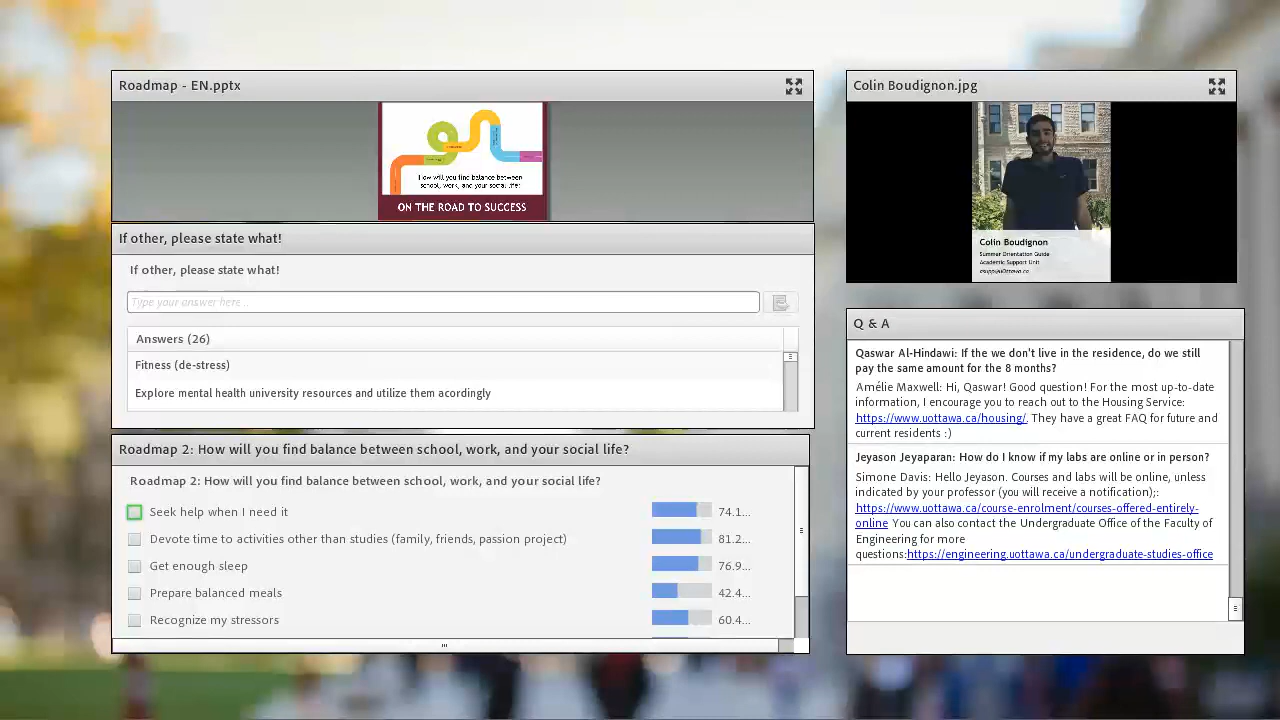 Roadmap - EN.pptx
How will you find balance between
school, work, and your social life?
ON THE ROAD TO SUCCESS
If other, please state what!
If other, please state what!
Type your answer here ..
Answers (26)
Fitness (de-stress)
Explore mental health university resources and utilize them acordingly
Roadmap 2: How will you find balance between school, work, and your social life?
Roadmap 2: How will you find balance between school, work, and your social life?
Seek help when I need it 74.1...
Devote time to activities other than studies (family, friends, passion project) 81.2...
Get enough sleep 76.9...
Prepare balanced meals 42.4...
Recognize my stressors 60.4...
Colin Boudignon.jpg
Colin Boudignon
Summer Orientation Guide
Academic Support Unit
Q & A
Qaswar Al-Hindawi: If the we don't live in the residence, do we still
pay the same amount for the 8 months?
Amélie Maxwell: Hi, Qaswar! Good question! For the most up-to-date
information, I encourage you to reach out to the Housing Service:
https://www.uottawa.ca/housing/. They have a great FAQ for future and
current residents :)
Jeyason Jeyaparan: How do I know if my labs are online or in person?
Simone Davis: Hello Jeyason. Courses and labs will be online, unless
indicated by your professor (you will receive a notification);:
https://www.uottawa.ca/course-enrolment/courses-offered-entirely-
online You can also contact the Undergraduate Office of the Faculty of
Engineering for more
questions:https://engineering.uottawa.ca/undergraduate-studies-office